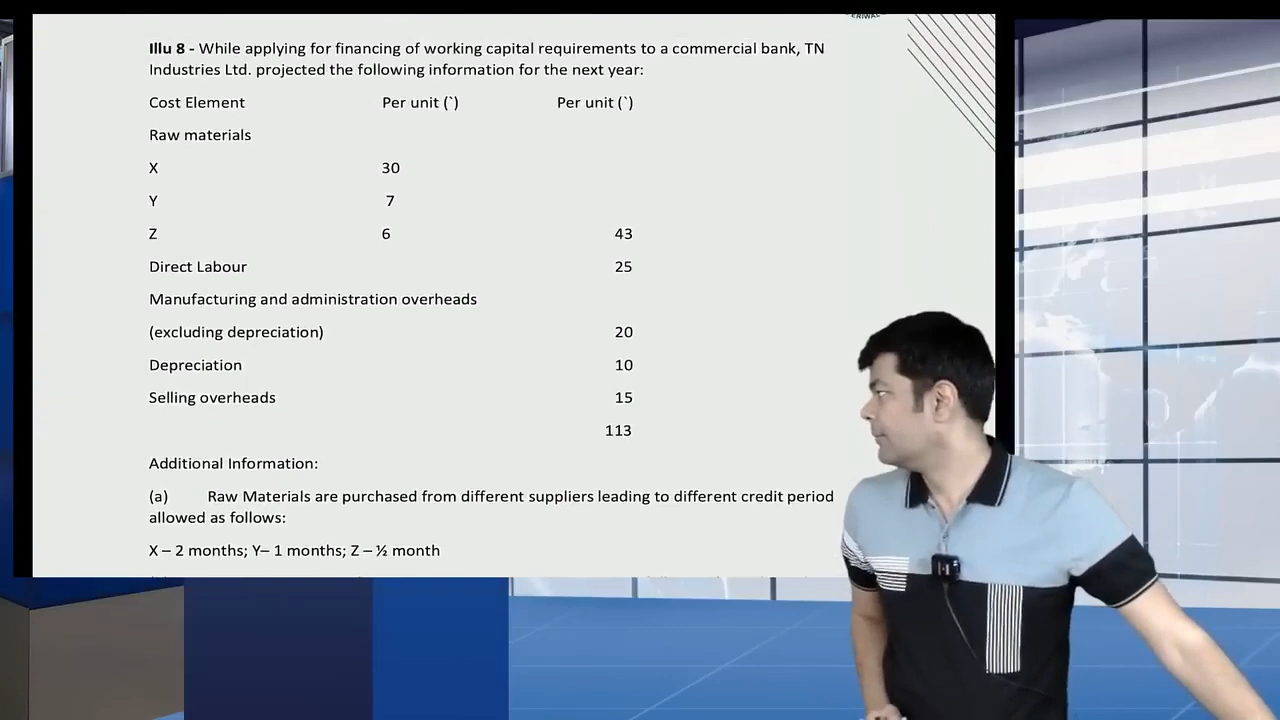 Illu 8 - While applying for financing of working capital requirements to a commercial bank, TN
Industries Ltd. projected the following information for the next year:
Cost Element Per unit (`) Per unit (`)
Raw materials
X 30
Y 7
Z 6 43
Direct Labour 25
Manufacturing and administration overheads
(excluding depreciation) 20
Depreciation 10
Selling overheads 15
113
Additional Information:
(a) Raw Materials are purchased from different suppliers leading to different credit period
allowed as follows:
X – 2 months; Y– 1 months; Z – ½ month